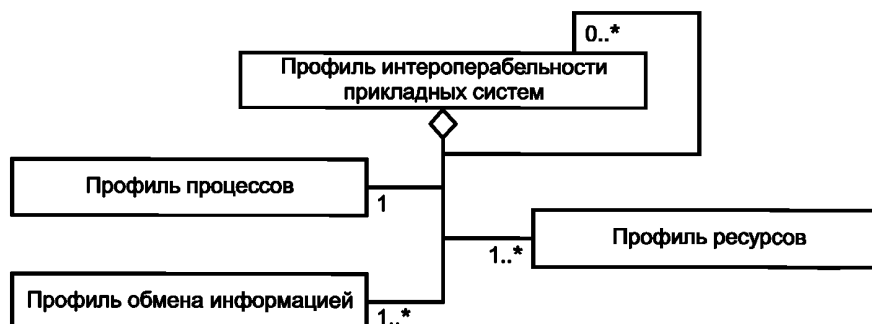 0..*
Профиль интероперабельности
прикладных систем
Профиль процессов
1
Профиль ресурсов
1..*
Профиль обмена информацией
1..*